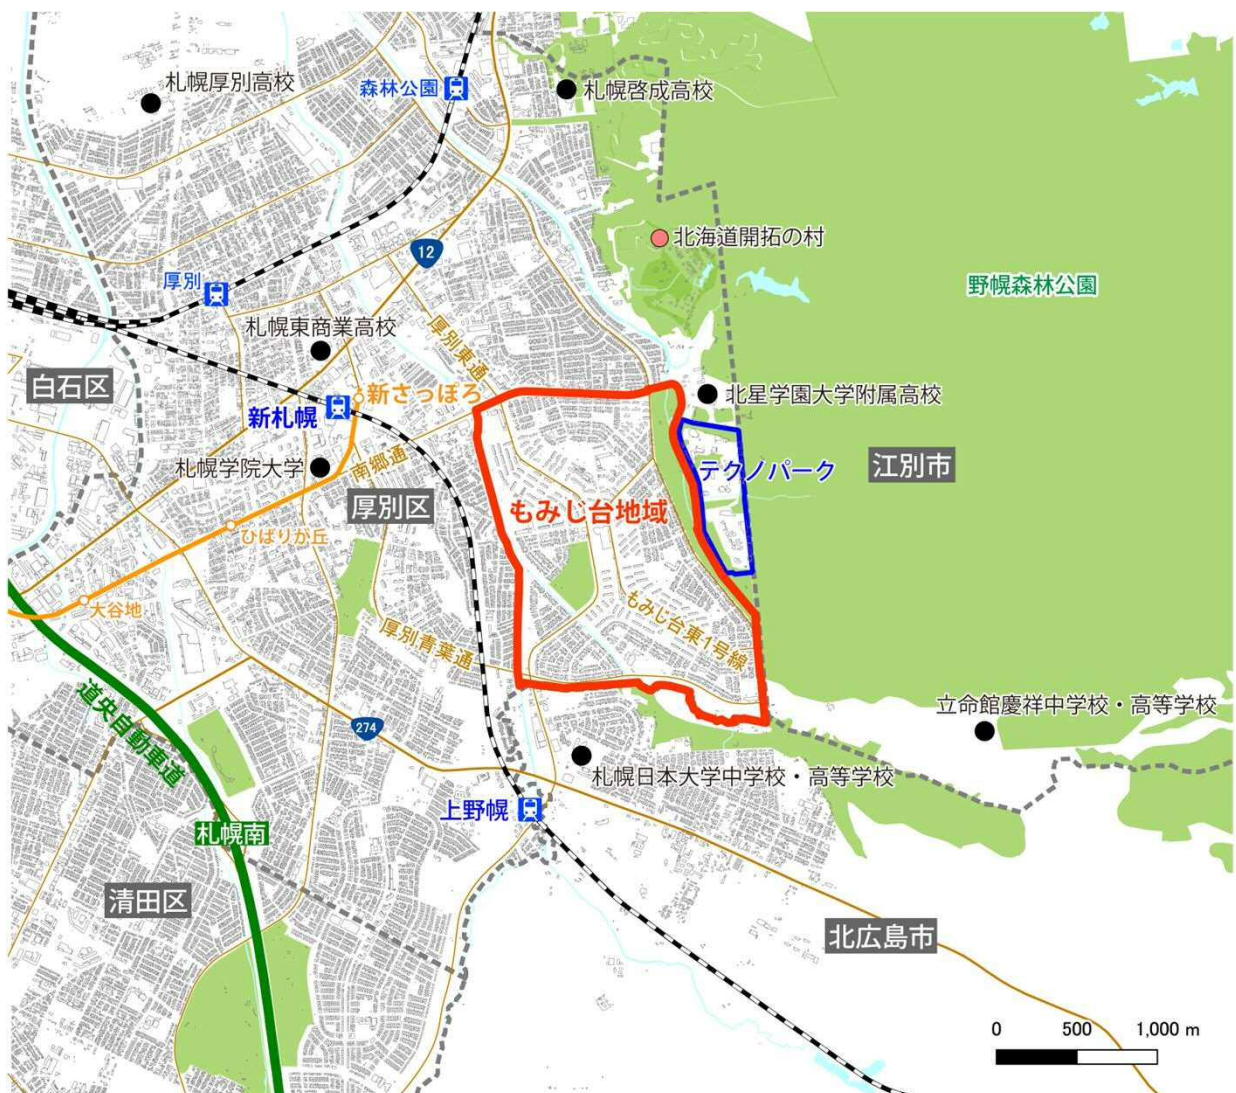 札幌厚別高校
森林公園
札幌啓成高校
北海道開拓の村
12
野幌森林公園
厚別
札幌東商業高校
厚別東通
白石区
新さっぽろ
新札幌
北星学園大学附属高校
札幌学院大学
南郷通
テクノパーク
江別市
厚別区
もみじ台地域
ひばりが丘
大谷地
もみじ台東1号線
厚別青葉通
道央自動車道
274
立命館慶祥中学校・高等学校
札幌日本大学中学校・高等学校
上野幌
札幌南
清田区
北広島市
0 500 1,000 m